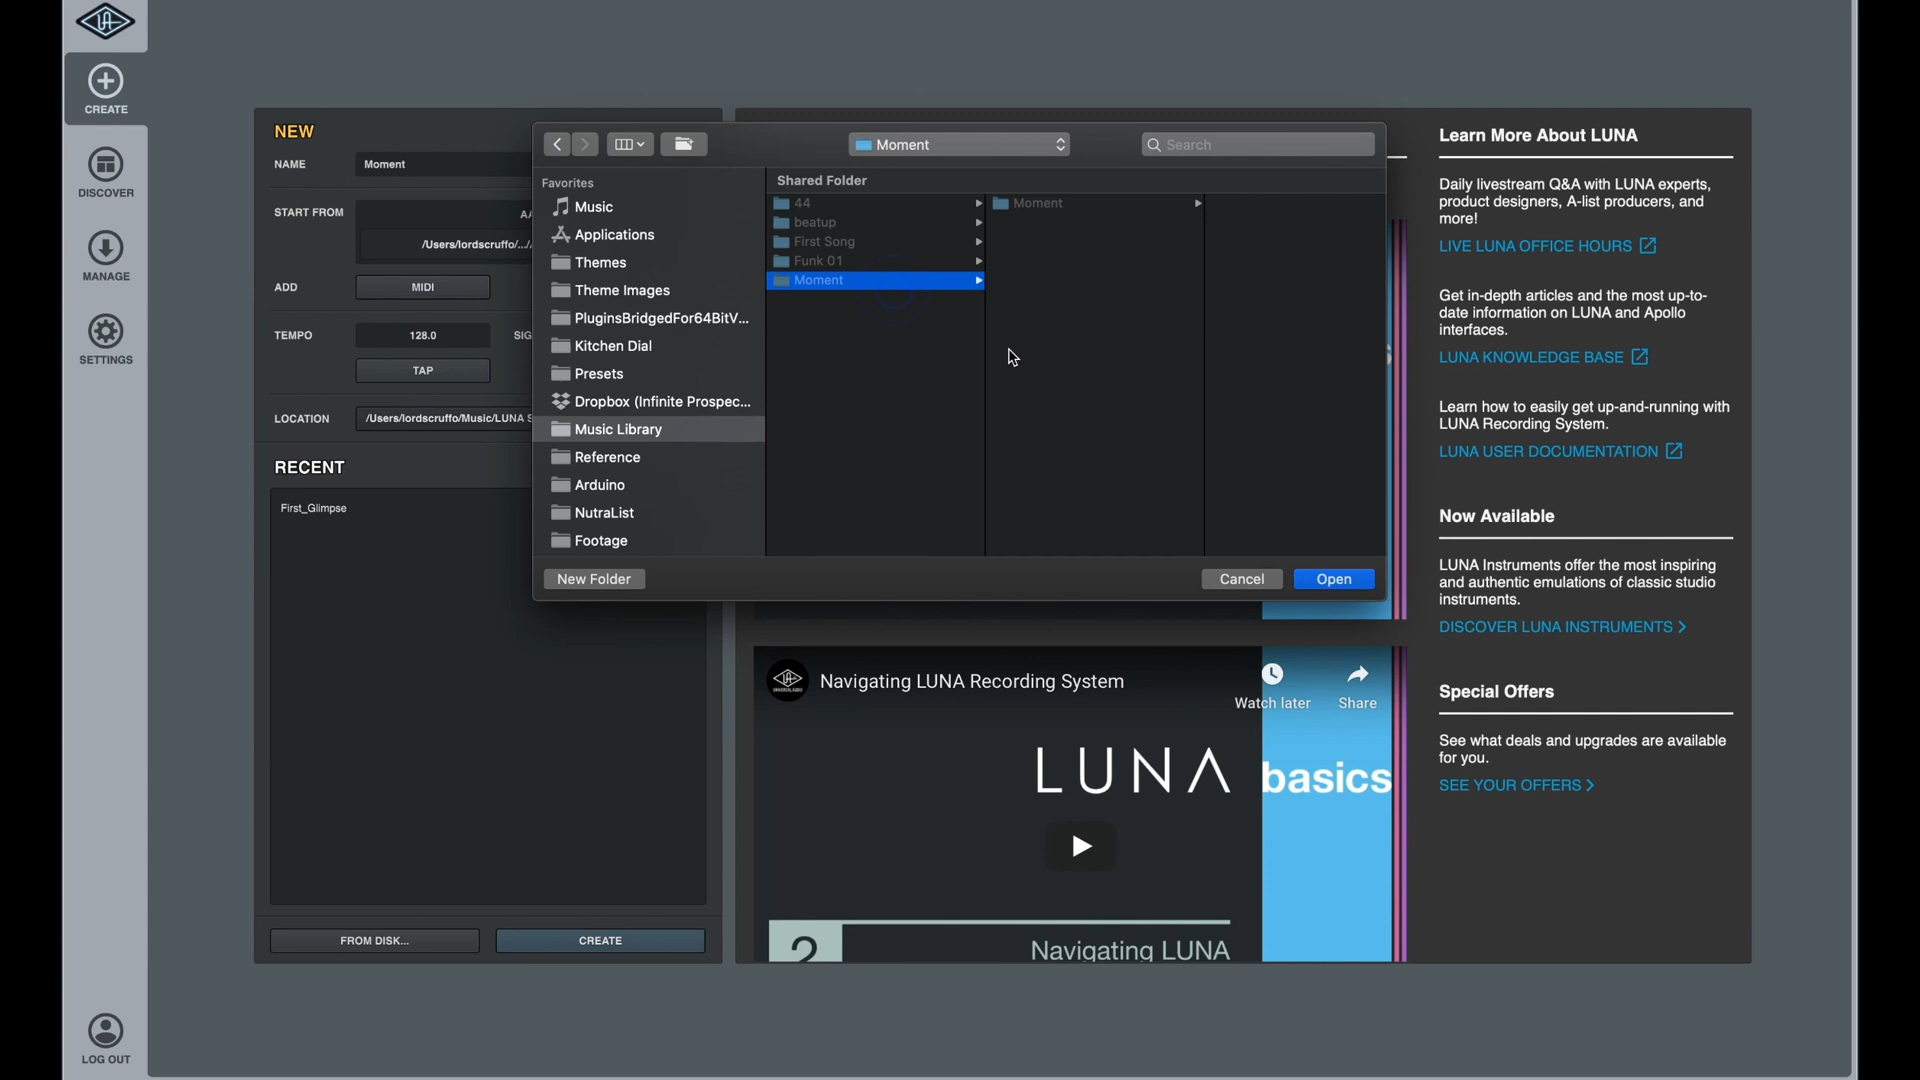 CREATE
DISCOVER
MANAGE
SETTINGS
LOG OUT
NEW
NAME
Moment
START FROM
/Users/lordscruffo/.../
ADD
MIDI
TEMPO
128.0
SIG
TAP
LOCATION
/Users/lordscruffo/Music/LUNA S
RECENT
First_Glimpse
FROM DISK...
CREATE
Moment
Search
Favorites
Music
Applications
Themes
Theme Images
PluginsBridgedFor64BitV...
Kitchen Dial
Presets
Dropbox (Infinite Prospec...
Music Library
Reference
Arduino
NutraList
Footage
Shared Folder
44
beatup
First Song
Funk 01
Moment
Moment
New Folder
Cancel
Open
UNIVERSAL AUDIO
Navigating LUNA Recording System
Watch later
Share
LUNA basics
2
Navigating LUNA
Learn More About LUNA
Daily livestream Q&A with LUNA experts,
product designers, A-list producers, and
more!
LIVE LUNA OFFICE HOURS
Get in-depth articles and the most up-to-
date information on LUNA and Apollo
interfaces.
LUNA KNOWLEDGE BASE
Learn how to easily get up-and-running with
LUNA Recording System.
LUNA USER DOCUMENTATION
Now Available
LUNA Instruments offer the most inspiring
and authentic emulations of classic studio
instruments.
DISCOVER LUNA INSTRUMENTS >
Special Offers
See what deals and upgrades are available
for you.
SEE YOUR OFFERS >